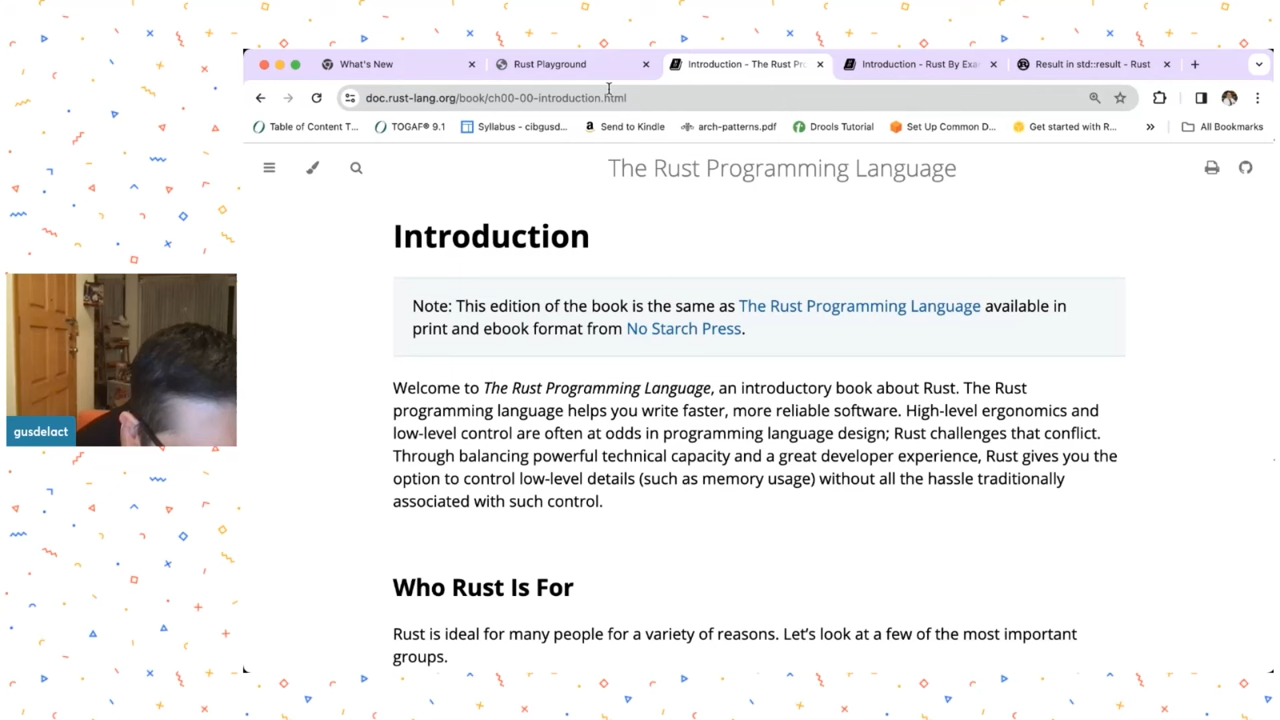 What's New
Rust Playground
Introduction - The Rust Pro
Introduction - Rust By Exa
Result in std::result - Rust
doc.rust-lang.org/book/ch00-00-introduction.html
Table of Content T...
TOGAF® 9.1
Syllabus - cibgusd...
Send to Kindle
arch-patterns.pdf
Drools Tutorial
Set Up Common D...
Get started with R...
All Bookmarks
The Rust Programming Language
Introduction
Note: This edition of the book is the same as The Rust Programming Language available in
print and ebook format from No Starch Press.
Welcome to The Rust Programming Language, an introductory book about Rust. The Rust
programming language helps you write faster, more reliable software. High-level ergonomics and
low-level control are often at odds in programming language design; Rust challenges that conflict.
Through balancing powerful technical capacity and a great developer experience, Rust gives you the
option to control low-level details (such as memory usage) without all the hassle traditionally
associated with such control.
gusdelact
Who Rust Is For
Rust is ideal for many people for a variety of reasons. Let's look at a few of the most important
groups.